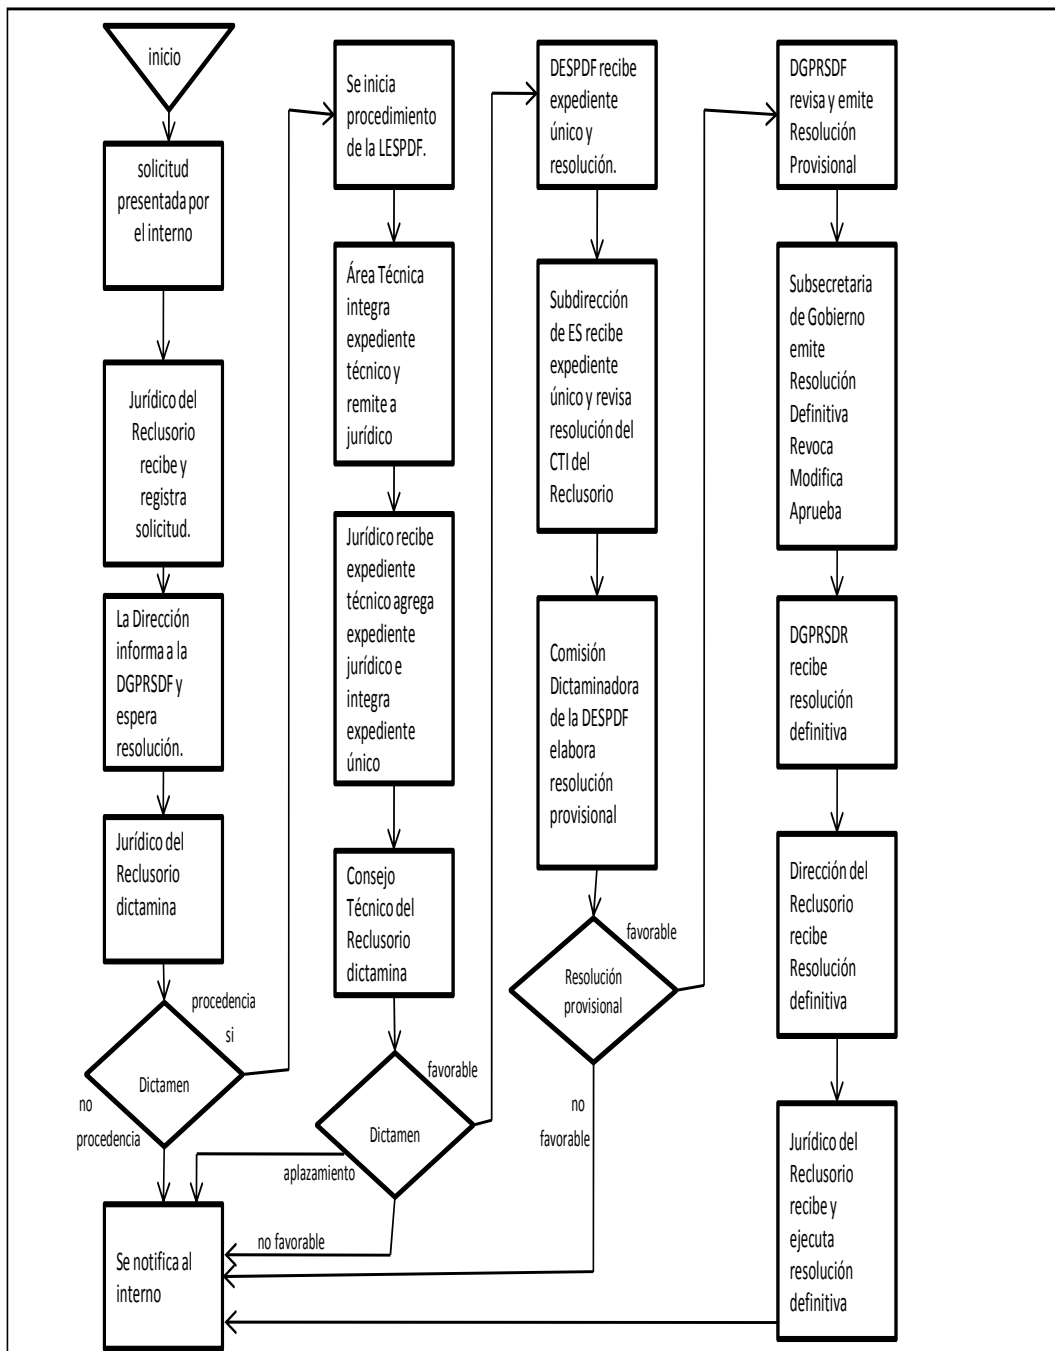 inicio
solicitud
presentada por
el interno
Jurídico del
Reclusorio
recibe y
registra
solicitud.
La Dirección
informa a la
DGPRSDF y
espera
resolución.
Jurídico del
Reclusorio
dictamina
procedencia
si
Dictamen
no
procedencia
Se notifica al
interno
Se inicia
procedimiento
de la LESPDF.
Área Técnica
integra
expediente
técnico y
remite a
jurídico
Jurídico recibe
expediente
técnico agrega
expediente
jurídico e
integra
expediente
único
Consejo
Técnico del
Reclusorio
dictamina
favorable
Dictamen
aplazamiento
no favorable
DESPDF recibe
expediente
único y
resolución.
Subdirección
de ES recibe
expediente
único y revisa
resolución del
CTI del
Reclusorio
Comisión
Dictaminadora
de la DESPDF
elabora
resolución
provisional
favorable
Resolución
provisional
no
favorable
DGPRSDF
revisa y emite
Resolución
Provisional
Subsecretaria
de Gobierno
emite
Resolución
Definitiva
Revoca
Modifica
Aprueba
DGPRSDR
recibe
resolución
definitiva
Dirección del
Reclusorio
recibe
Resolución
definitiva
Jurídico del
Reclusorio
recibe y
ejecuta
resolución
definitiva